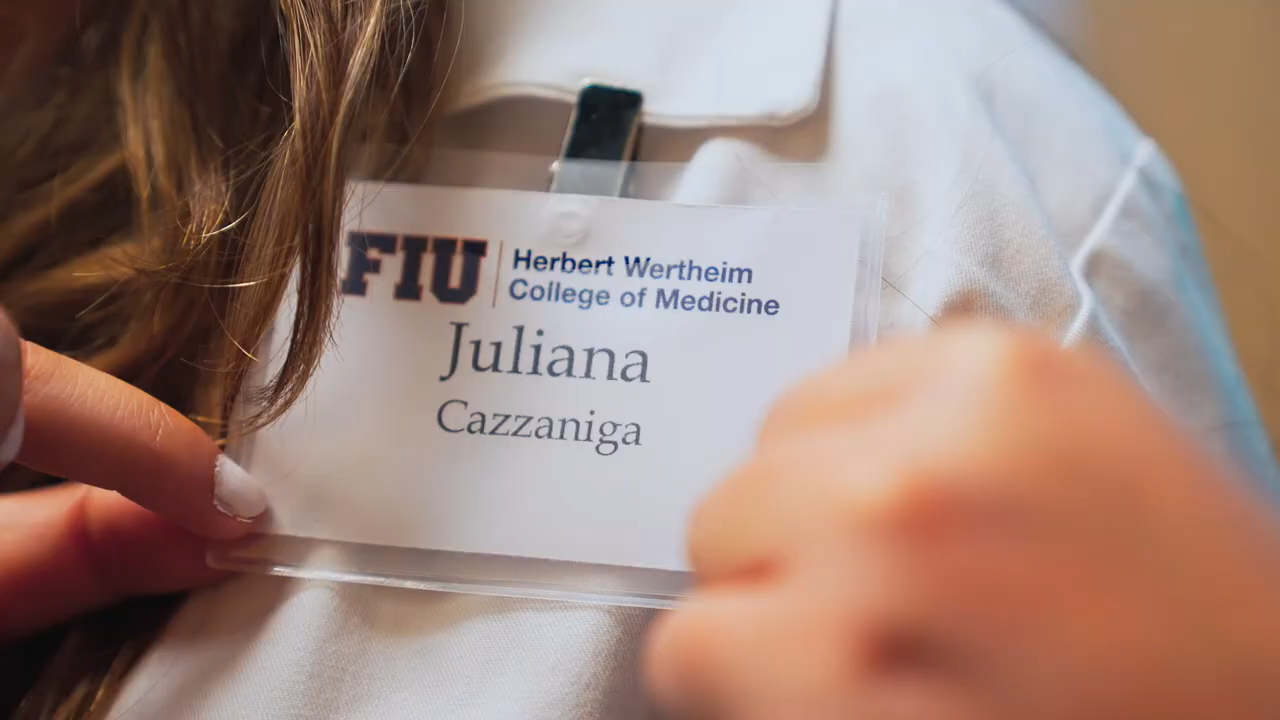 FIU
Herbert Wertheim
College of Medicine
Juliana
Cazzaniga